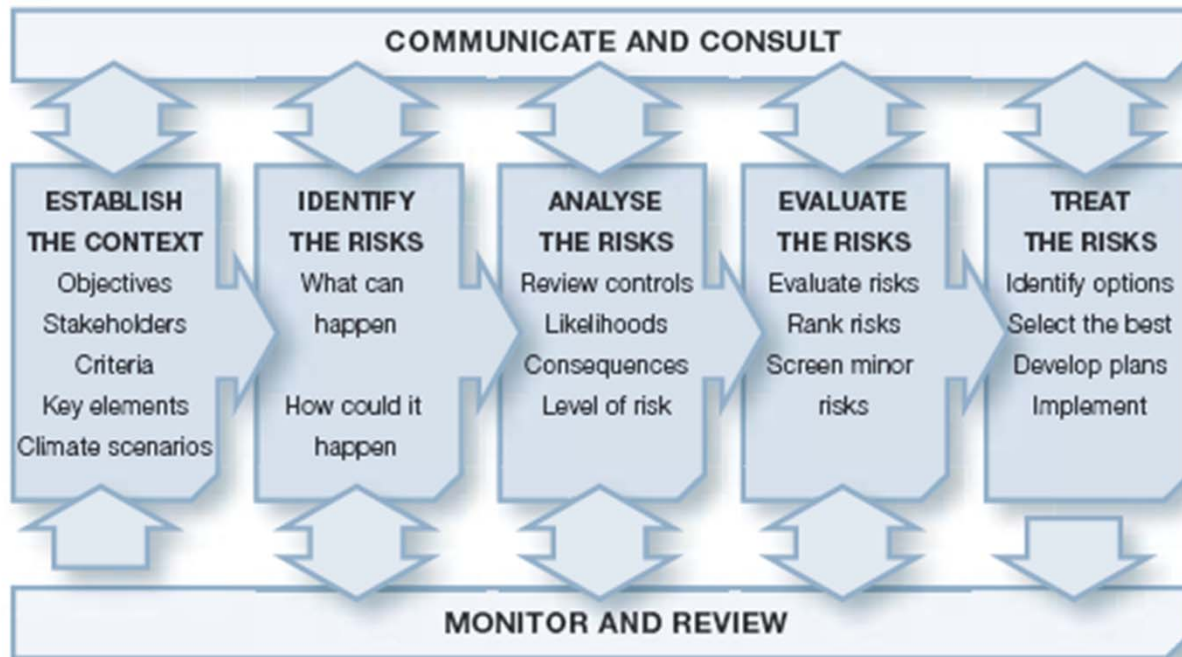 COMMUNICATE AND CONSULT
ESTABLISH
THE CONTEXT
Objectives
Stakeholders
Criteria
Key elements
Climate scenarios
IDENTIFY
THE RISKS
What can
happen
How could it
happen
ANALYSE
THE RISKS
Review controls
Likelihoods
Consequences
Level of risk
EVALUATE
THE RISKS
Evaluate risks
Rank risks
Screen minor
risks
TREAT
THE RISKS
Identify options
Select the best
Develop plans
Implement
MONITOR AND REVIEW